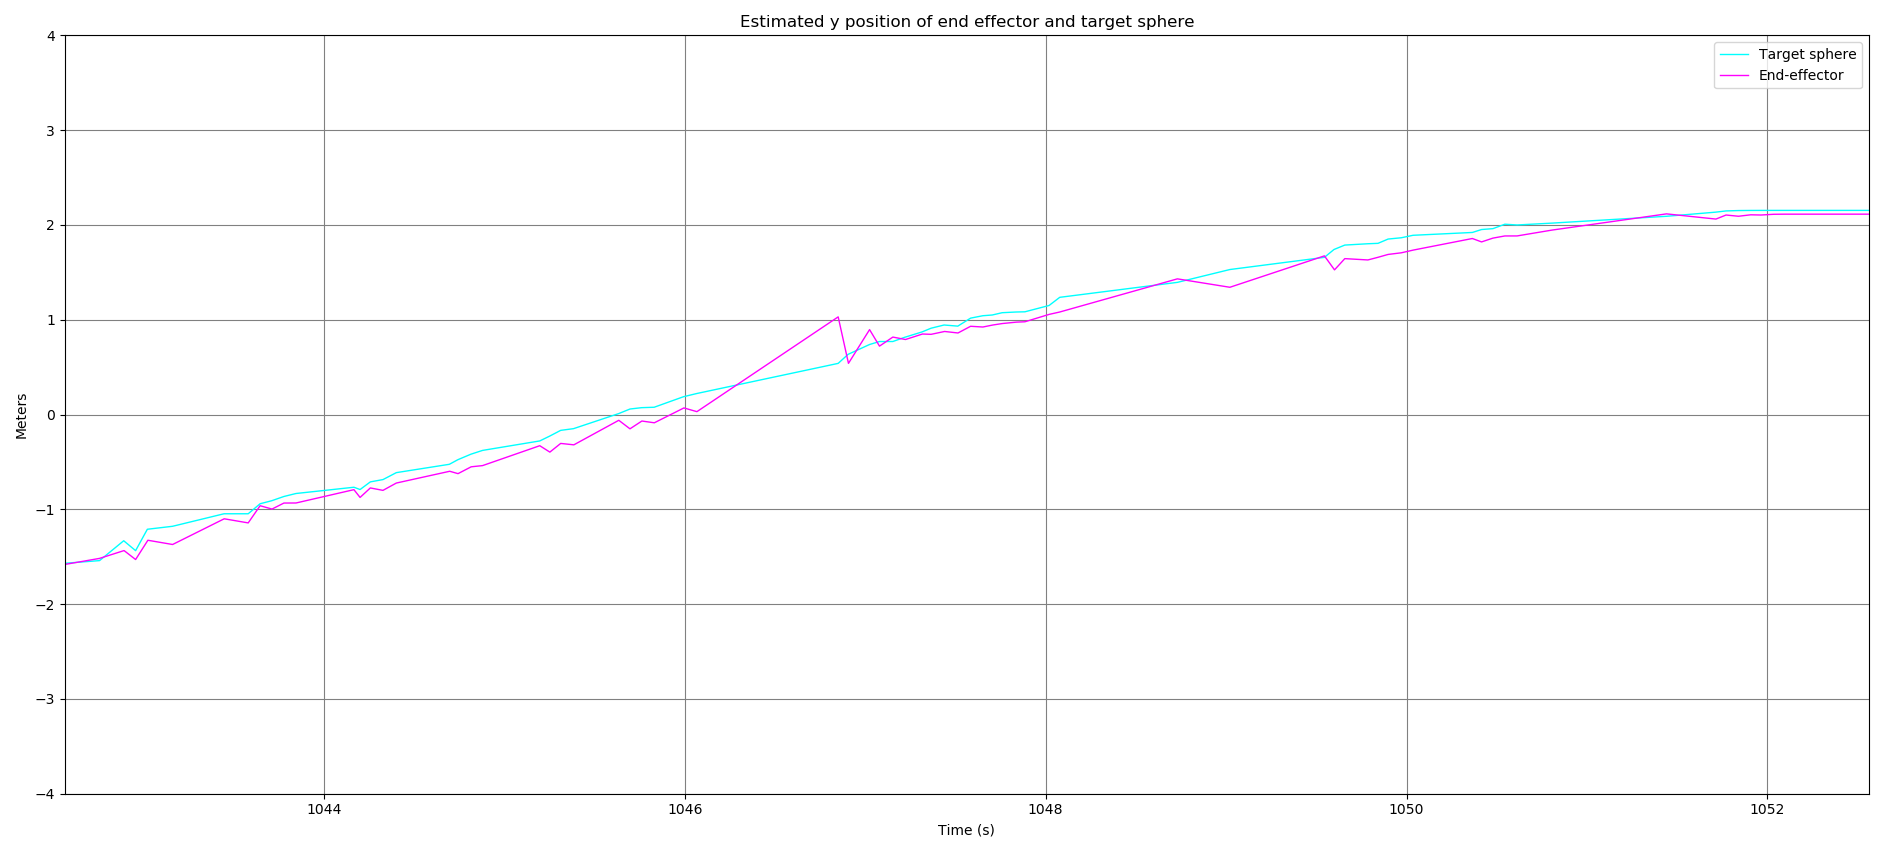 Estimated y position of end effector and target sphere
Target sphere
End-effector
4
3
2
1
0
−1
−2
−3
−4
Meters
1044 1046 1048 1050 1052
Time (s)